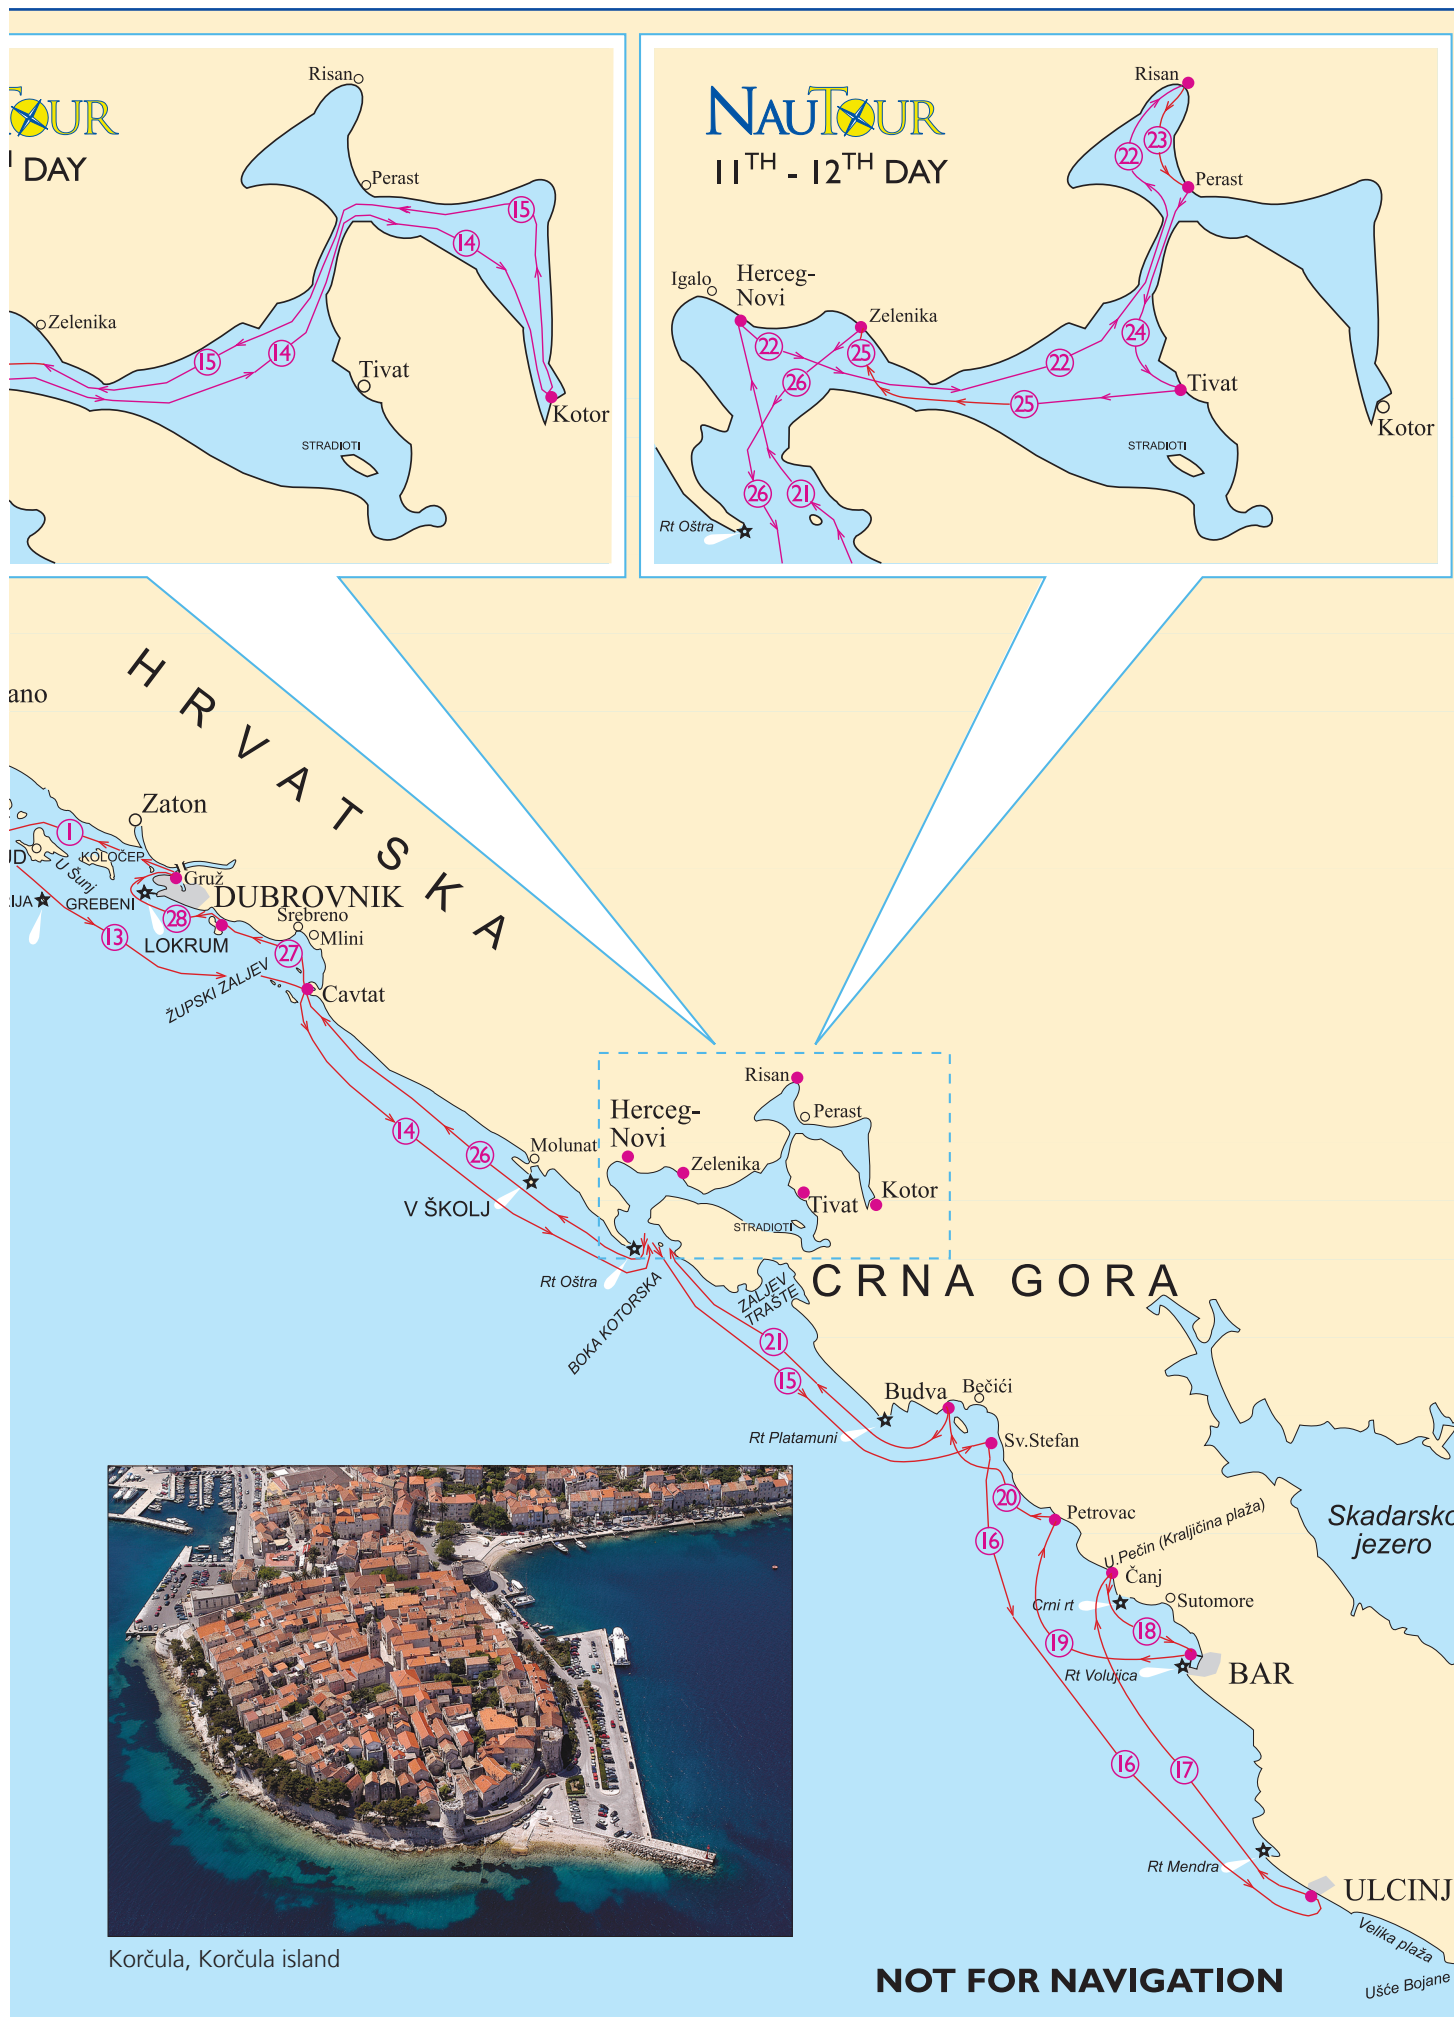 Risan
OUR
DAY
Perast
15
14
Zelenika
15
14
Tivat
Kotor
STRADIOTI
NAUTOUR
11TH - 12TH DAY
Risan
23
22
Perast
Igalo
Herceg-
Novi
Zelenika
22
25
24
22
26
25
Tivat
Kotor
STRADIOTI
26
21
Rt Oštra
HRVATSKA
ano
Zaton
1
KOLOČEP
UD
U Šunj
Gruž
DUBROVNIK
RIJA
GREBENI
28
Srebreno
Mlini
13
LOKRUM
27
ŽUPSKI ZALJEV
Cavtat
14
26
Molunat
V ŠKOLJ
Risan
Herceg-
Novi
Perast
Zelenika
Tivat
Kotor
STRADIOTI
Rt Oštra
BOKA KOTORSKA
ZALJEV
TRAŠTE
CRNA GORA
21
15
Budva
Bečići
Rt Platamuni
Sv.Stefan
20
Petrovac
16
U.Pečin (Kraljičina plaža)
Skadarsko
jezero
Čanj
Crni rt
Sutomore
19
18
Rt Volujica
BAR
16
17
Rt Mendra
ULCINJ
Velika plaža
Ušće Bojane
Korčula, Korčula island
NOT FOR NAVIGATION